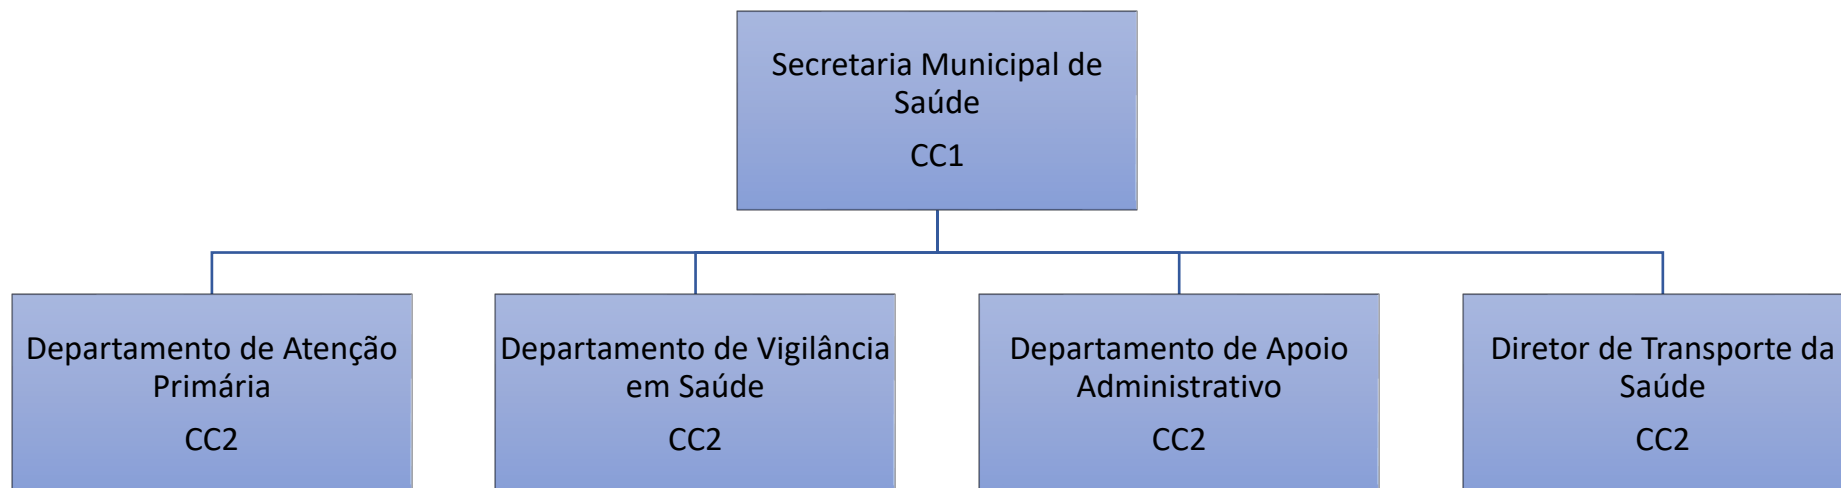 Secretaria Municipal de
Saúde
CC1
Departamento de Atenção
Primária
CC2
Departamento de Vigilância
em Saúde
CC2
Departamento de Apoio
Administrativo
CC2
Diretor de Transporte da
Saúde
CC2